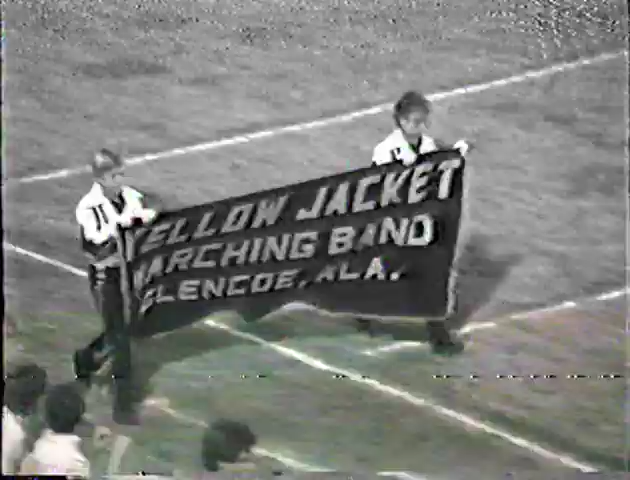 YELLOW JACKET
MARCHING BAND
GLENCOE, ALA.